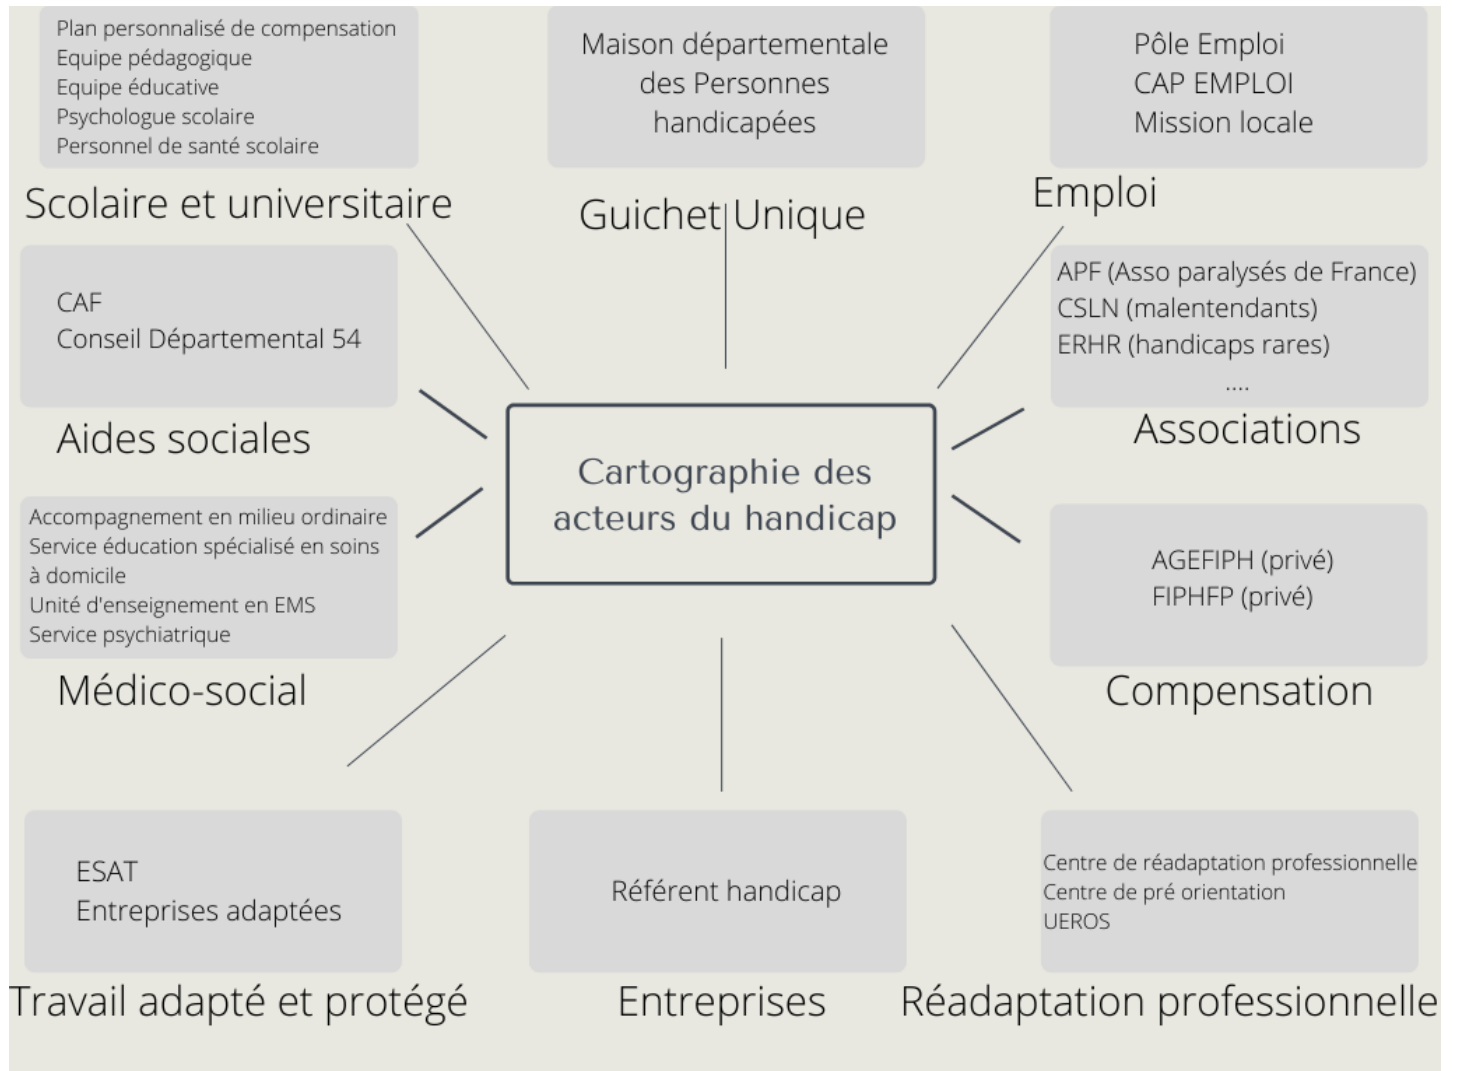 Plan personnalisé de compensation
Equipe pédagogique
Equipe éducative
Psychologue scolaire
Personnel de santé scolaire
Scolaire et universitaire
Maison départementale
des Personnes
handicapées
Guichet Unique
Pôle Emploi
CAP EMPLOI
Mission locale
Emploi
CAF
Conseil Départemental 54
Aides sociales
APF (Asso paralysés de France)
CSLN (malentendants)
ERHR (handicaps rares)
....
Associations
Cartographie des
acteurs du handicap
Accompagnement en milieu ordinaire
Service éducation spécialisé en soins
à domicile
Unité d'enseignement en EMS
Service psychiatrique
Médico-social
AGEFIPH (privé)
FIPHFP (privé)
Compensation
ESAT
Entreprises adaptées
Travail adapté et protégé
Référent handicap
Entreprises
Centre de réadaptation professionnelle
Centre de pré orientation
UEROS
Réadaptation professionnelle